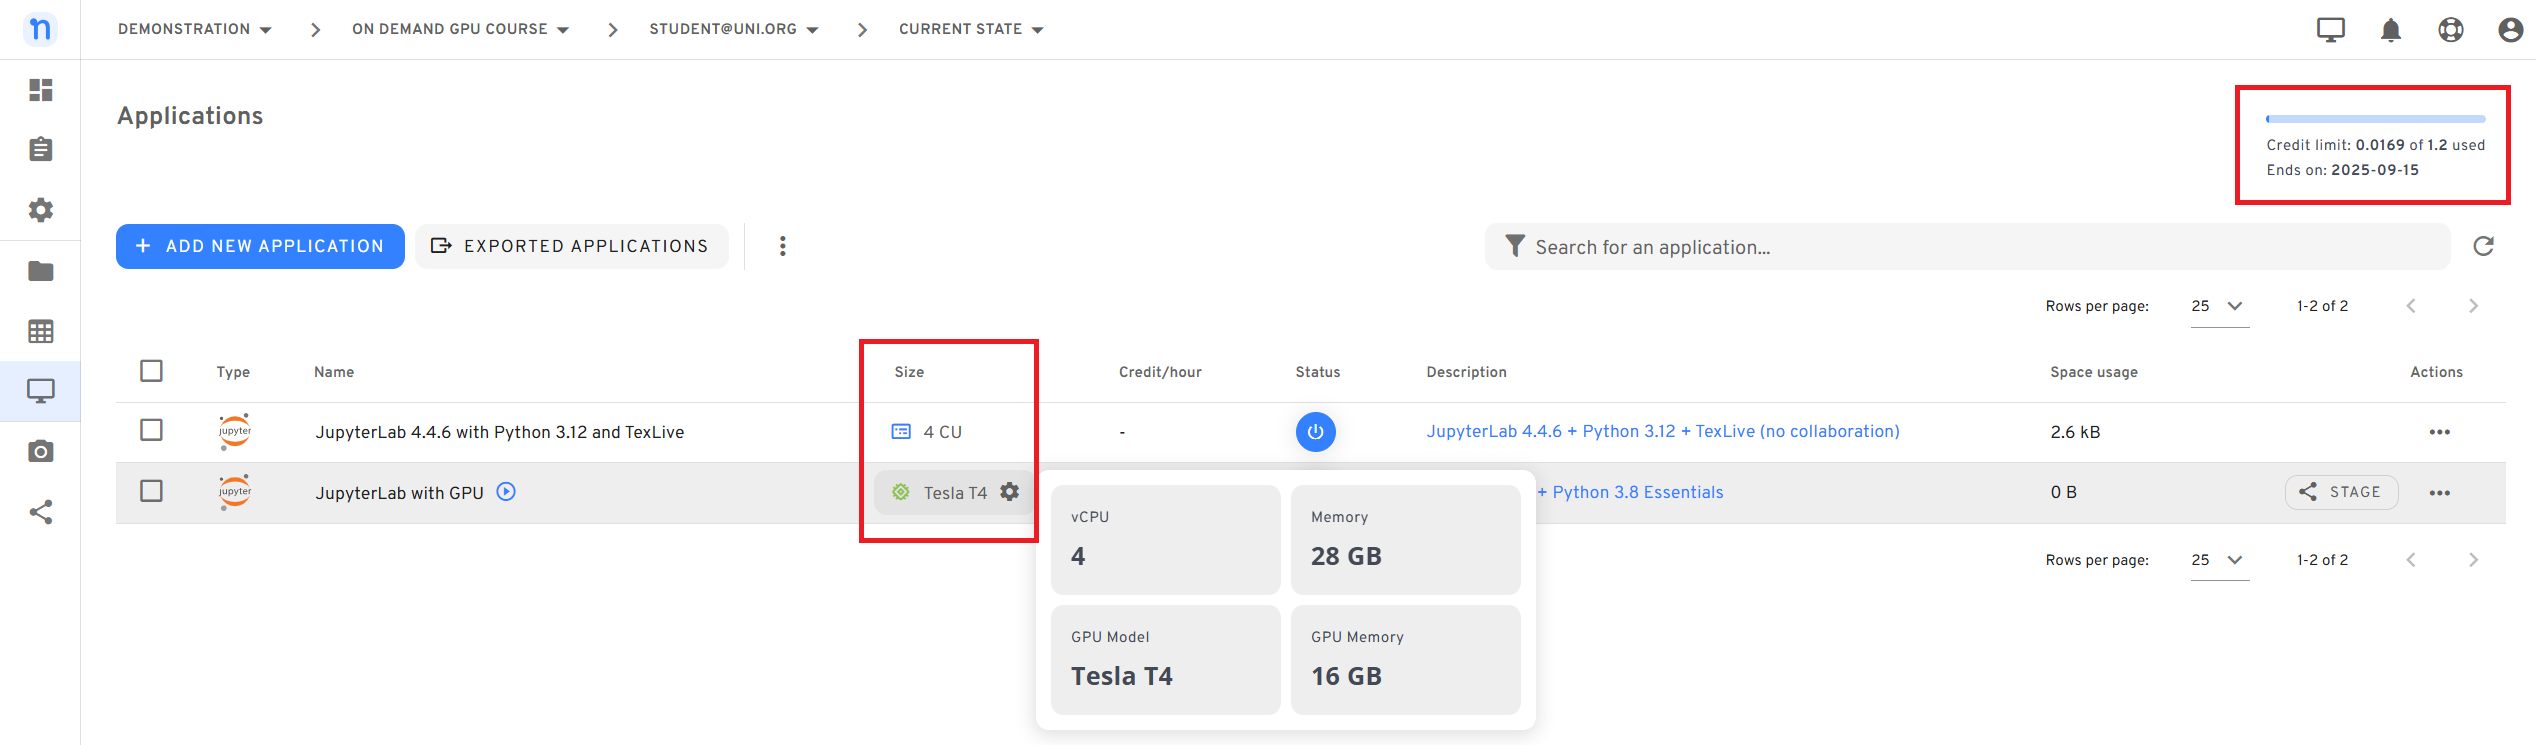 n
DEMONSTRATION
ON DEMAND GPU COURSE
STUDENT@UNI.ORG
CURRENT STATE
Applications
Credit limit: 0.0169 of 1.2 used
Ends on: 2025-09-15
+ ADD NEW APPLICATION
EXPORTED APPLICATIONS
Search for an application...
Rows per page: 25 1-2 of 2
Type Name Size Credit/hour Status Description Space usage Actions
jupyter JupyterLab 4.4.6 with Python 3.12 and TexLive 4 CU - JupyterLab 4.4.6 + Python 3.12 + TexLive (no collaboration) 2.6 kB
jupyter JupyterLab with GPU Tesla T4 + Python 3.8 Essentials 0 B STAGE
vCPU
4
Memory
28 GB
GPU Model
Tesla T4
GPU Memory
16 GB
Rows per page: 25 1-2 of 2